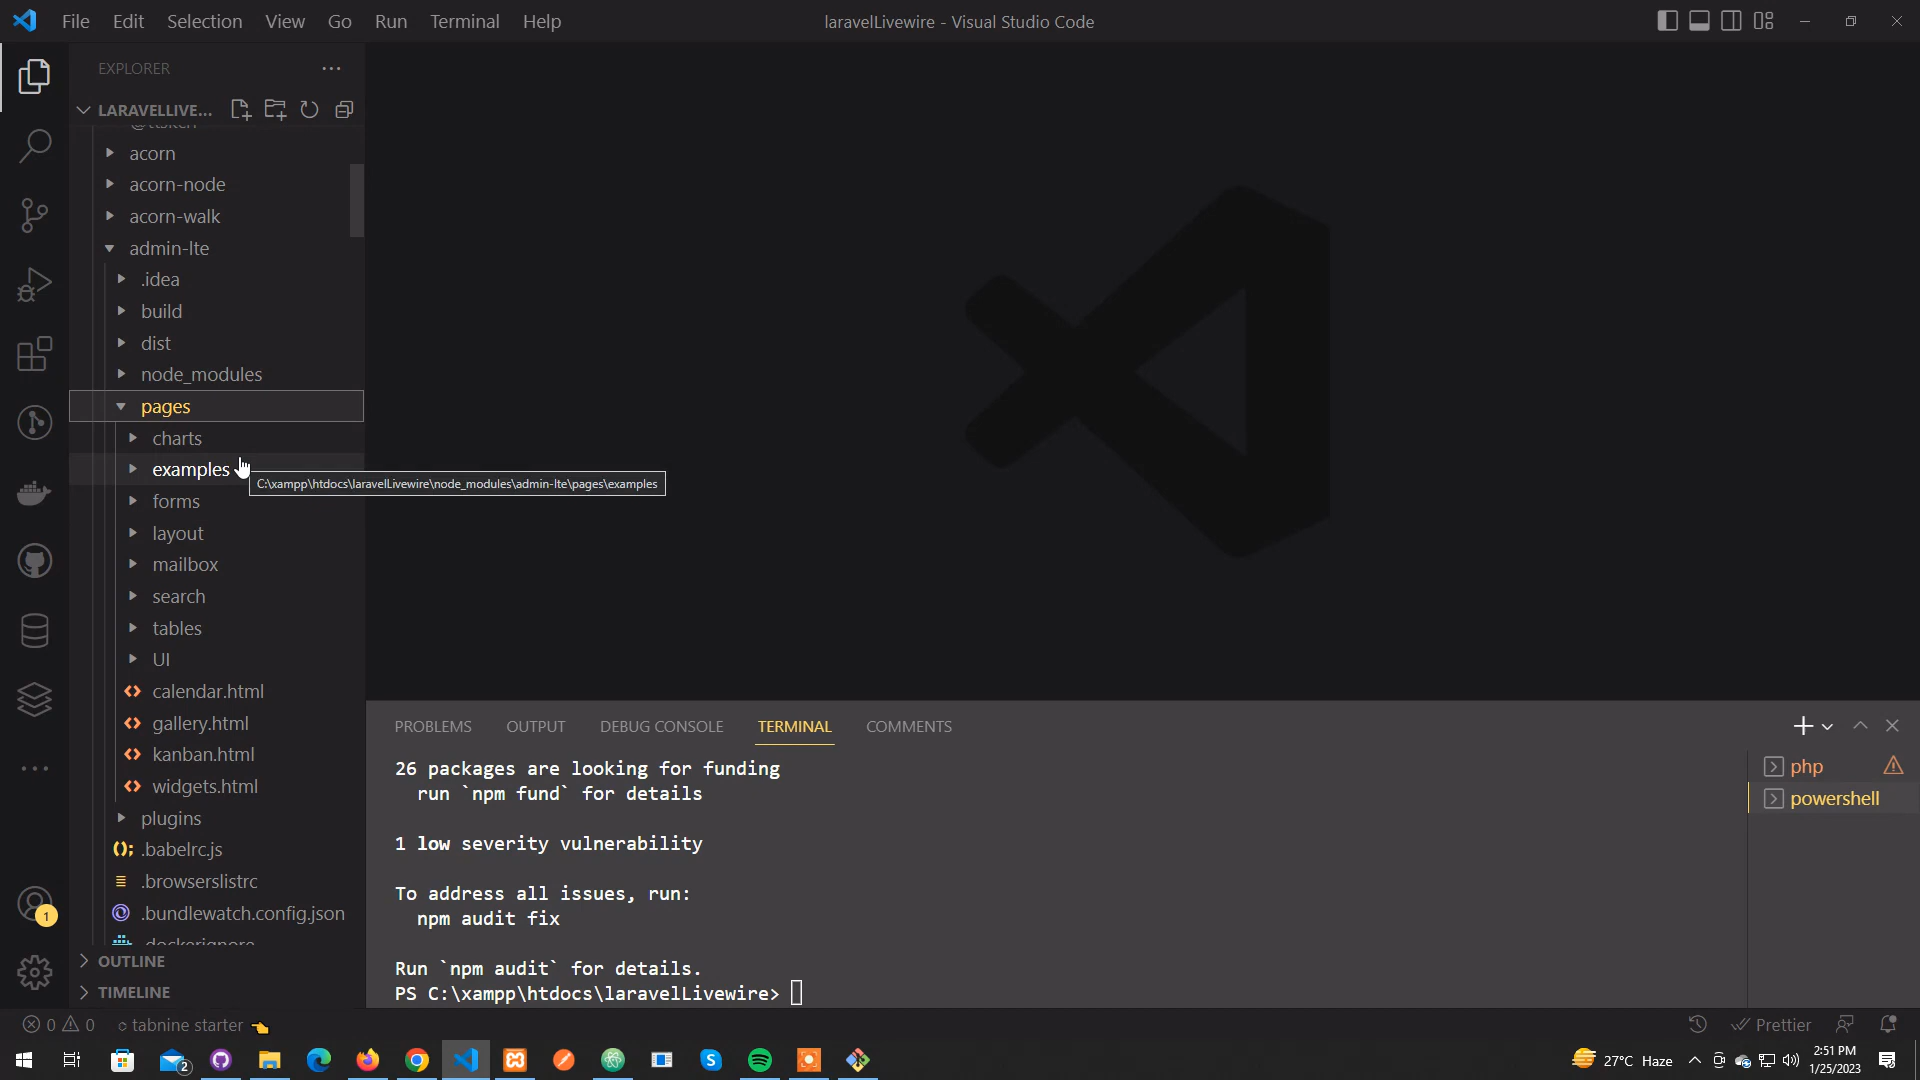 File Edit Selection View Go Run Terminal Help
laravelLivewire - Visual Studio Code
EXPLORER
LARAVELLIVE...
acorn
acorn-node
acorn-walk
admin-lte
.idea
build
dist
node_modules
pages
charts
examples
C:\xampp\htdocs\laravelLivewire\node_modules\admin-lte\pages\examples
forms
layout
mailbox
search
tables
UI
calendar.html
gallery.html
kanban.html
widgets.html
plugins
.babelrc.js
.browserslistrc
.bundlewatch.config.json
.dockerignore
OUTLINE
TIMELINE
1
PROBLEMS OUTPUT DEBUG CONSOLE TERMINAL COMMENTS
26 packages are looking for funding
run `npm fund` for details
1 low severity vulnerability
To address all issues, run:
npm audit fix
Run `npm audit` for details.
PS C:\xampp\htdocs\laravelLivewire>
php
powershell
0 0 tabnine starter
Prettier
2
27°C Haze
2:51 PM
1/25/2023